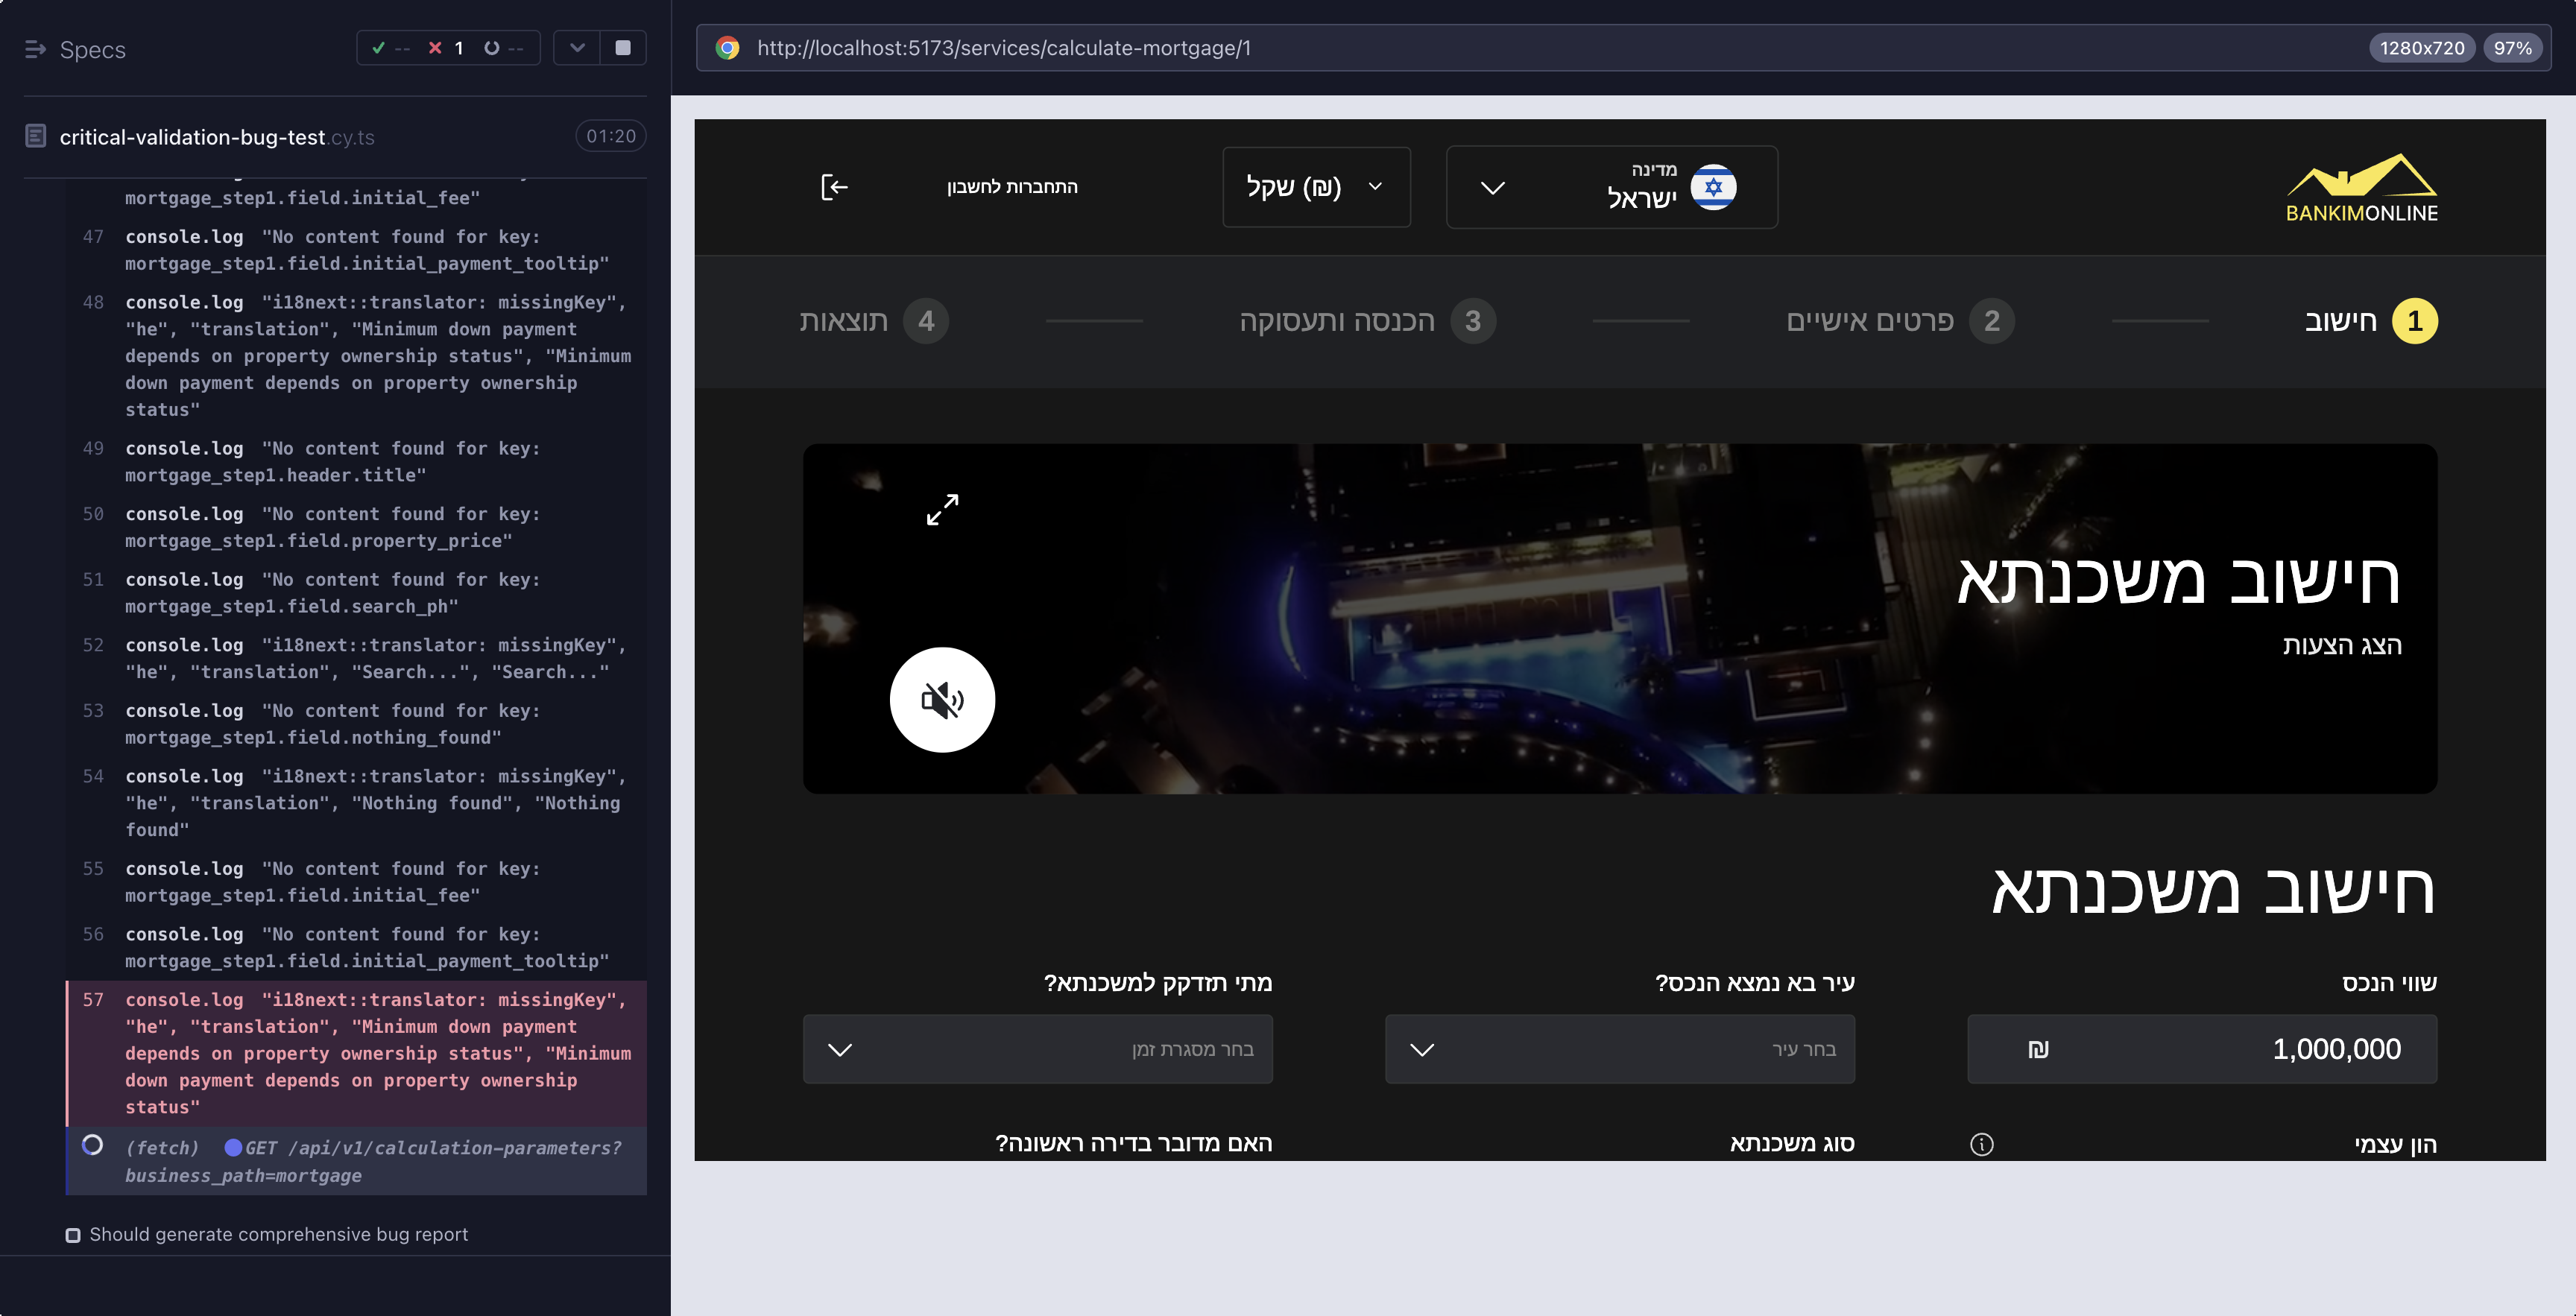 Specs
-- 1 --
critical-validation-bug-test.cy.ts
01:20
mortgage_step1.field.initial_fee"
47 console.log "No content found for key:
mortgage_step1.field.initial_payment_tooltip"
48 console.log "i18next::translator: missingKey",
"he", "translation", "Minimum down payment
depends on property ownership status", "Minimum
down payment depends on property ownership
status"
49 console.log "No content found for key:
mortgage_step1.header.title"
50 console.log "No content found for key:
mortgage_step1.field.property_price"
51 console.log "No content found for key:
mortgage_step1.field.search_ph"
52 console.log "i18next::translator: missingKey",
"he", "translation", "Search...", "Search..."
53 console.log "No content found for key:
mortgage_step1.field.nothing_found"
54 console.log "i18next::translator: missingKey",
"he", "translation", "Nothing found", "Nothing
found"
55 console.log "No content found for key:
mortgage_step1.field.initial_fee"
56 console.log "No content found for key:
mortgage_step1.field.initial_payment_tooltip"
57 console.log "i18next::translator: missingKey",
"he", "translation", "Minimum down payment
depends on property ownership status", "Minimum
down payment depends on property ownership
status"
(fetch) GET /api/v1/calculation-parameters?
business_path=mortgage
Should generate comprehensive bug report
http://localhost:5173/services/calculate-mortgage/1
1280x720 97%
BANKIMONLINE
מדינה
ישראל
שקל (₪)
התחברות לחשבון
1 חישוב
2 פרטים אישיים
3 הכנסה ותעסוקה
4 תוצאות
חישוב משכנתא
הצג הצעות
חישוב משכנתא
שווי הנכס
1,000,000 ₪
עיר בא נמצא הנכס?
בחר עיר
מתי תזדקק למשכנתא?
בחר מסגרת זמן
הון עצמי
סוג משכנתא
האם מדובר בדירה ראשונה?